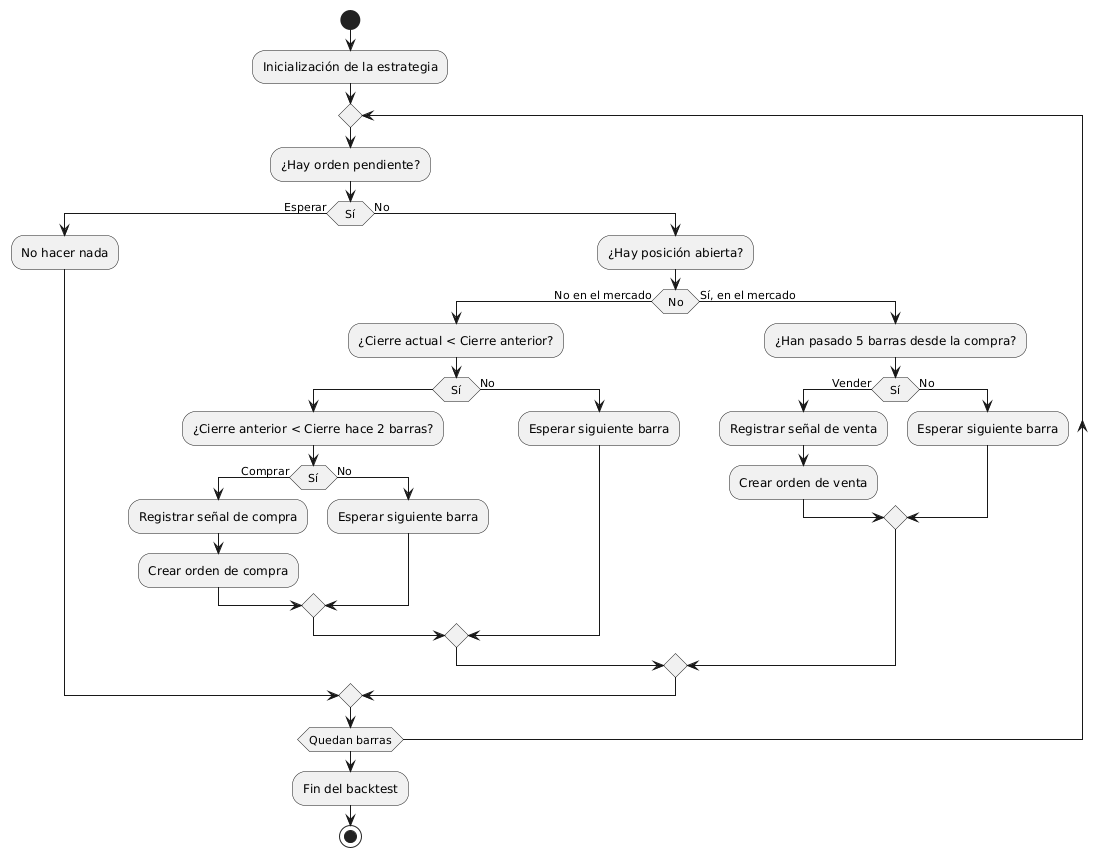 Inicialización de la estrategia
¿Hay orden pendiente?
Esperar
Sí
No
No hacer nada
¿Hay posición abierta?
No en el mercado
No
Sí, en el mercado
¿Cierre actual < Cierre anterior?
¿Han pasado 5 barras desde la compra?
Sí
No
Vender
Sí
No
¿Cierre anterior < Cierre hace 2 barras?
Esperar siguiente barra
Registrar señal de venta
Esperar siguiente barra
Comprar
Sí
No
Crear orden de venta
Registrar señal de compra
Esperar siguiente barra
Crear orden de compra
Quedan barras
Fin del backtest